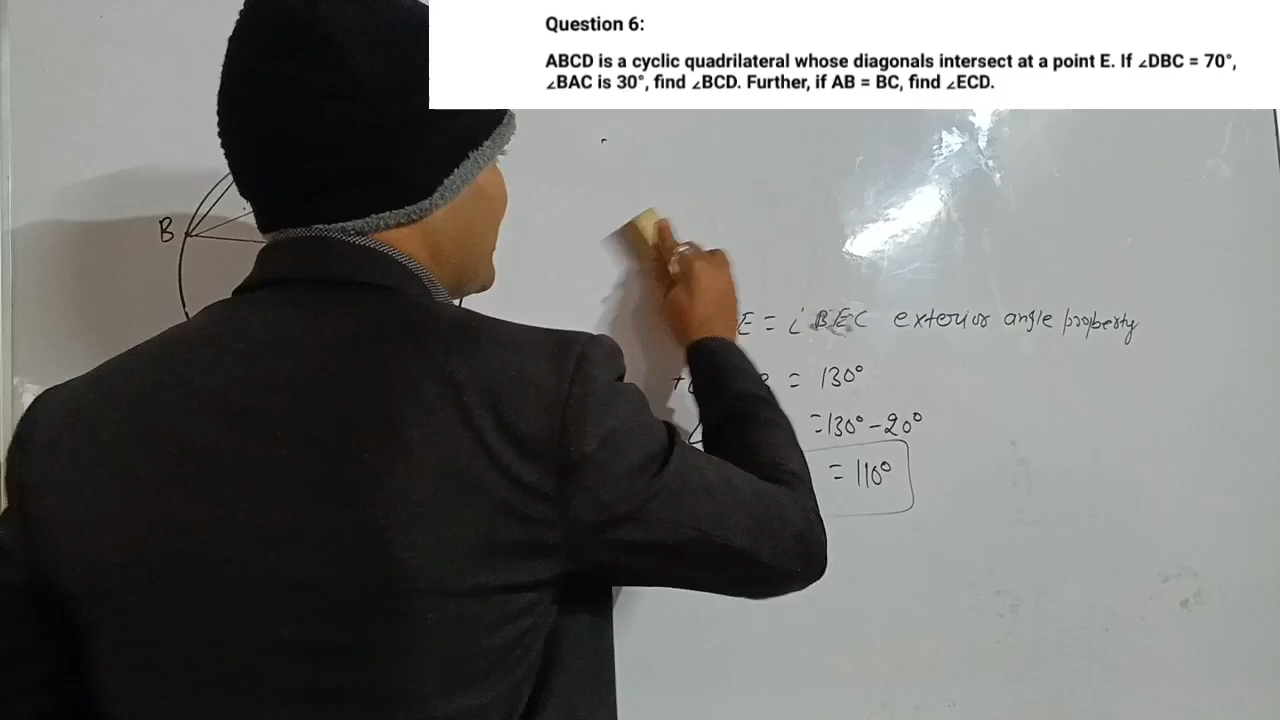 Question 6:
ABCD is a cyclic quadrilateral whose diagonals intersect at a point E. If ∠DBC = 70°,
∠BAC is 30°, find ∠BCD. Further, if AB = BC, find ∠ECD.
B
E = ∠BEC exterior angle property
+ = 130°
= 130° - 20°
= 110°